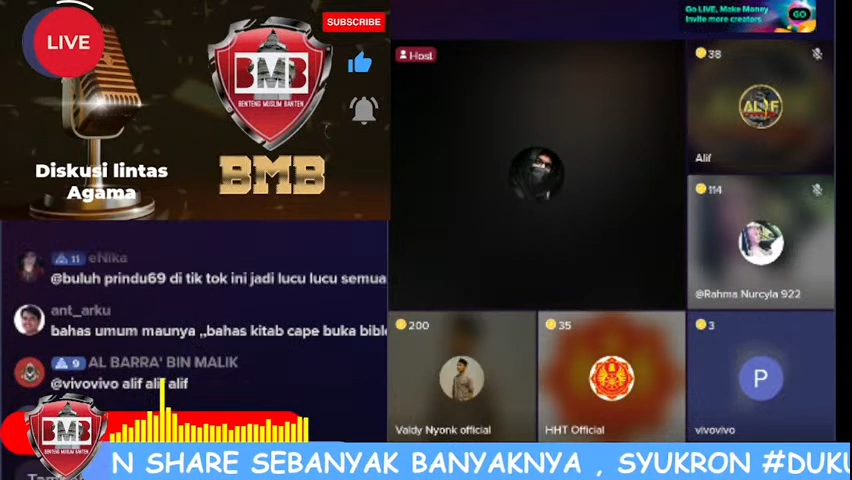 LIVE
SUBSCRIBE
BMB
BENTENG MUSLIM BANTEN
BMB
Diskusi lintas
Agama
Go LIVE, Make Money
Invite more creators
GO
Host
38
ALIF
Alif
114
@Rahma Nurcyla 922
11 eNika
@buluh prindu69 di tik tok ini jadi lucu lucu semua
ant_arku
bahas umum maunya ,,bahas kitab cape buka bible
9 AL BARRA' BIN MALIK
@vivovivo alif alif alif
200
Valdy Nyonk official
35
HHT Official
3
P
vivovivo
BMB
N SHARE SEBANYAK BANYAKNYA , SYUKRON #DUKU